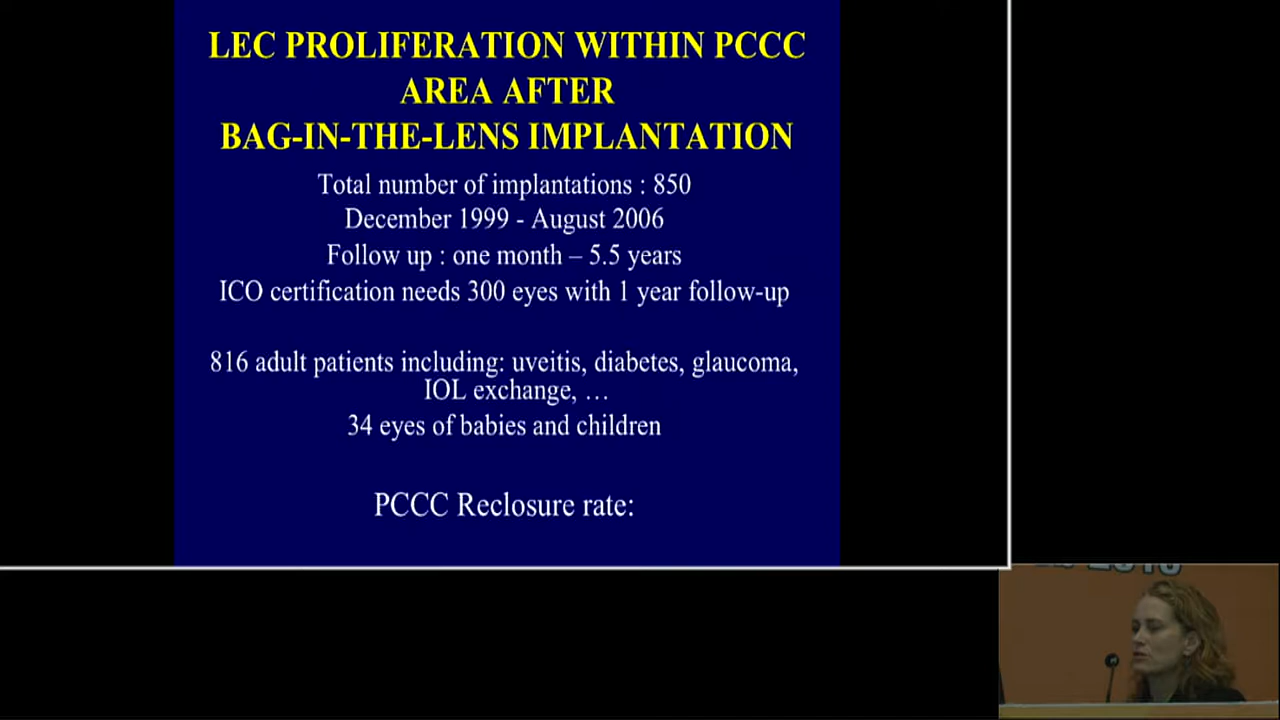 LEC PROLIFERATION WITHIN PCCC
AREA AFTER
BAG-IN-THE-LENS IMPLANTATION
Total number of implantations : 850
December 1999 - August 2006
Follow up : one month – 5.5 years
ICO certification needs 300 eyes with 1 year follow-up
816 adult patients including: uveitis, diabetes, glaucoma,
IOL exchange, …
34 eyes of babies and children
PCCC Reclosure rate: